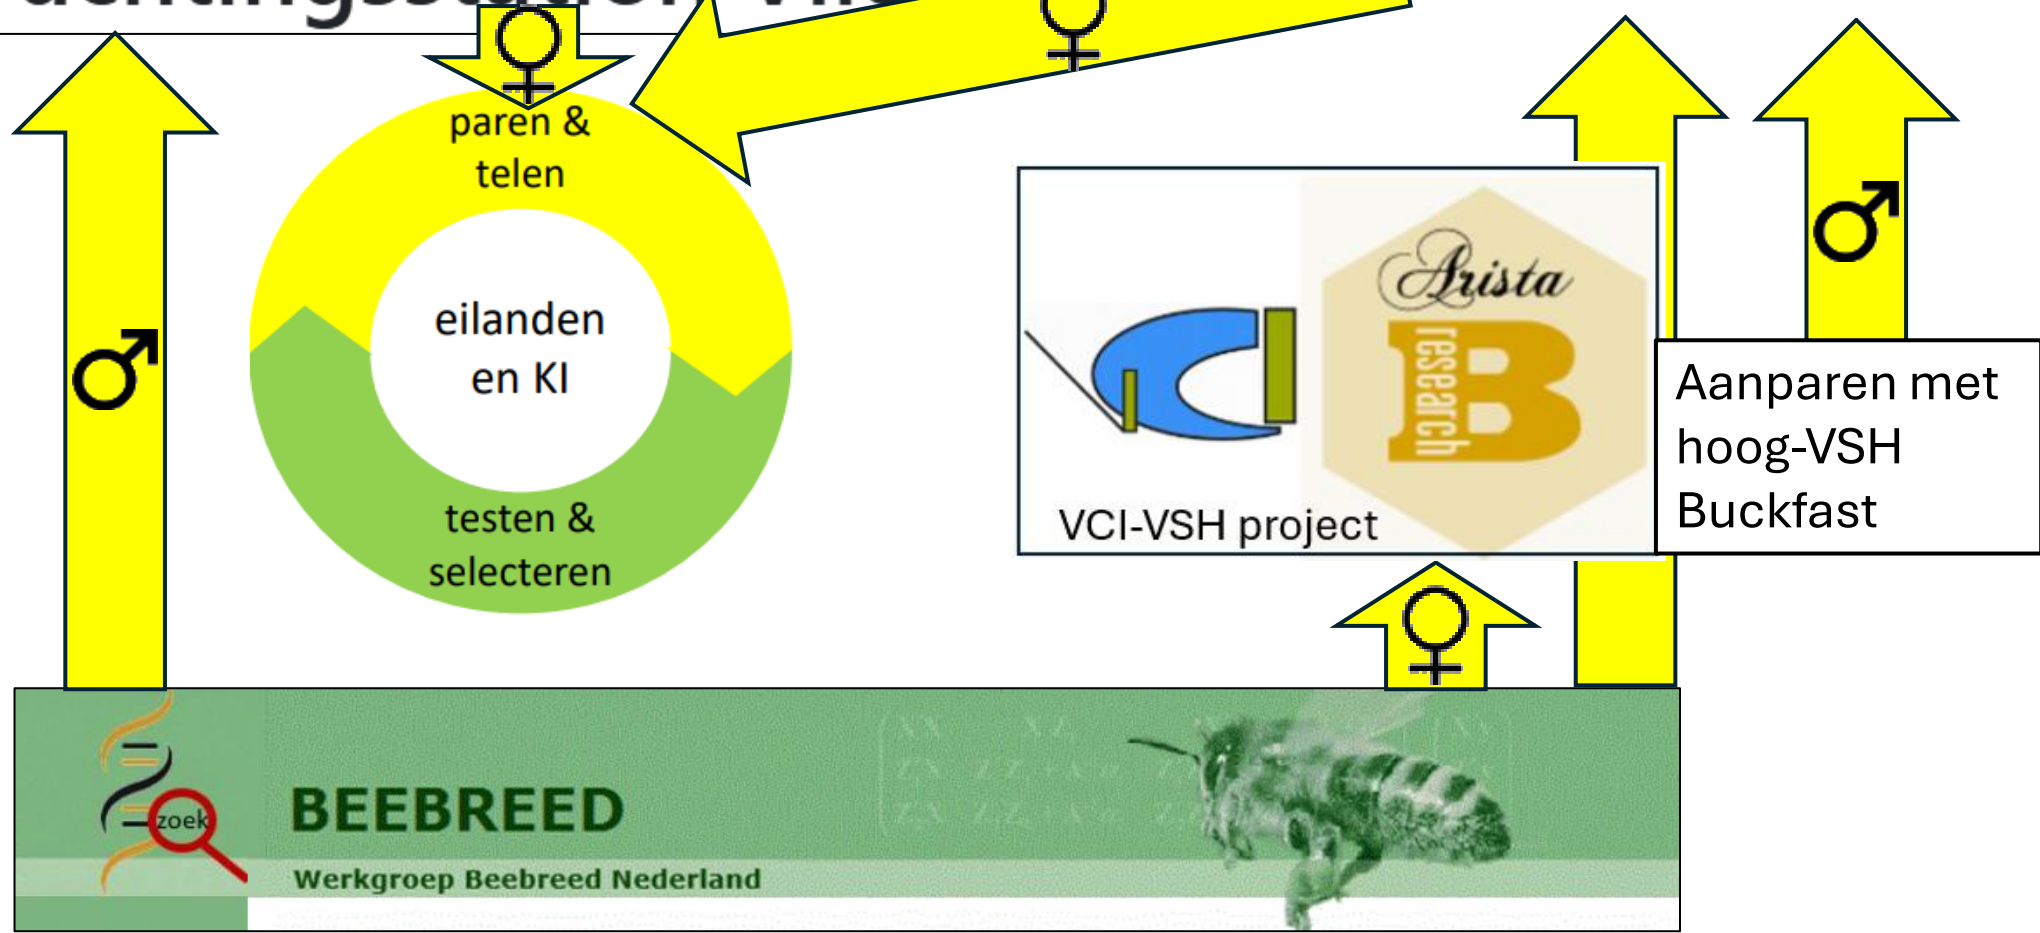 paren &
telen
eilanden
en KI
testen &
selecteren
Arista
research
B
VCI-VSH project
Aanparen met
hoog-VSH
Buckfast
zoek
BEEBREED
Werkgroep Beebreed Nederland